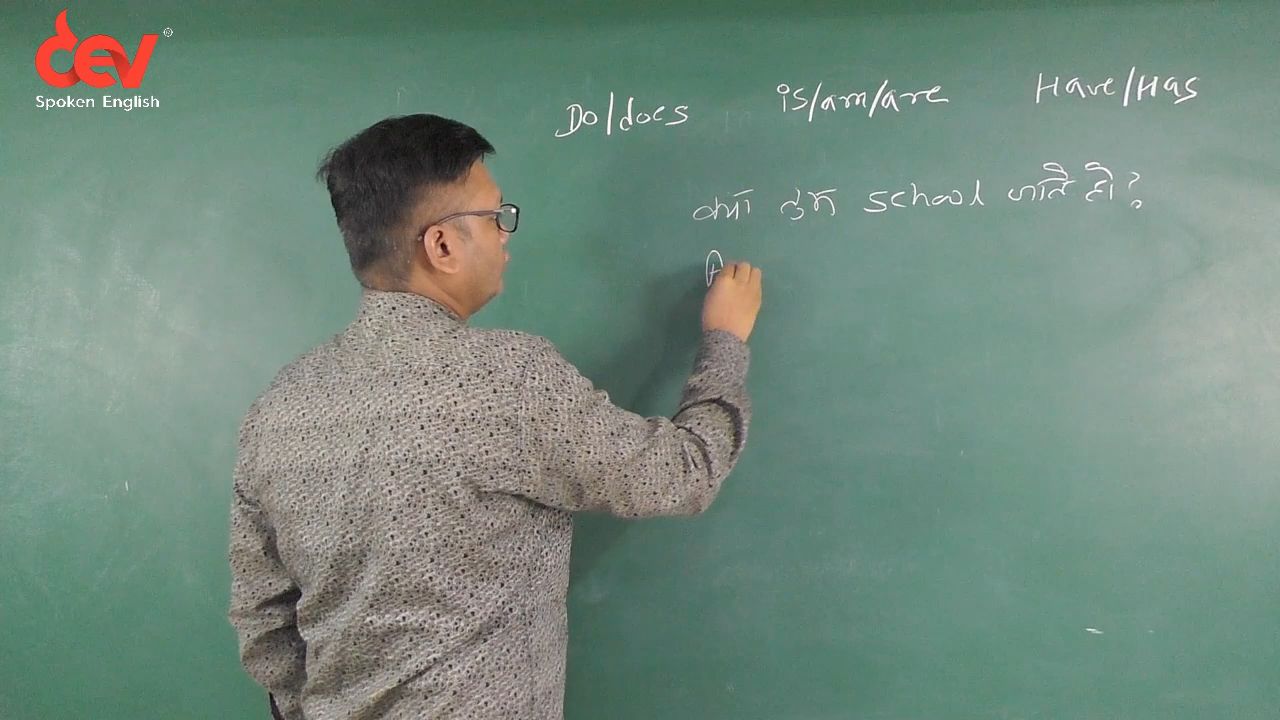 Dev®
Spoken English
Do/does is/am/are Have/Has
क्या तुम school जाते हो?